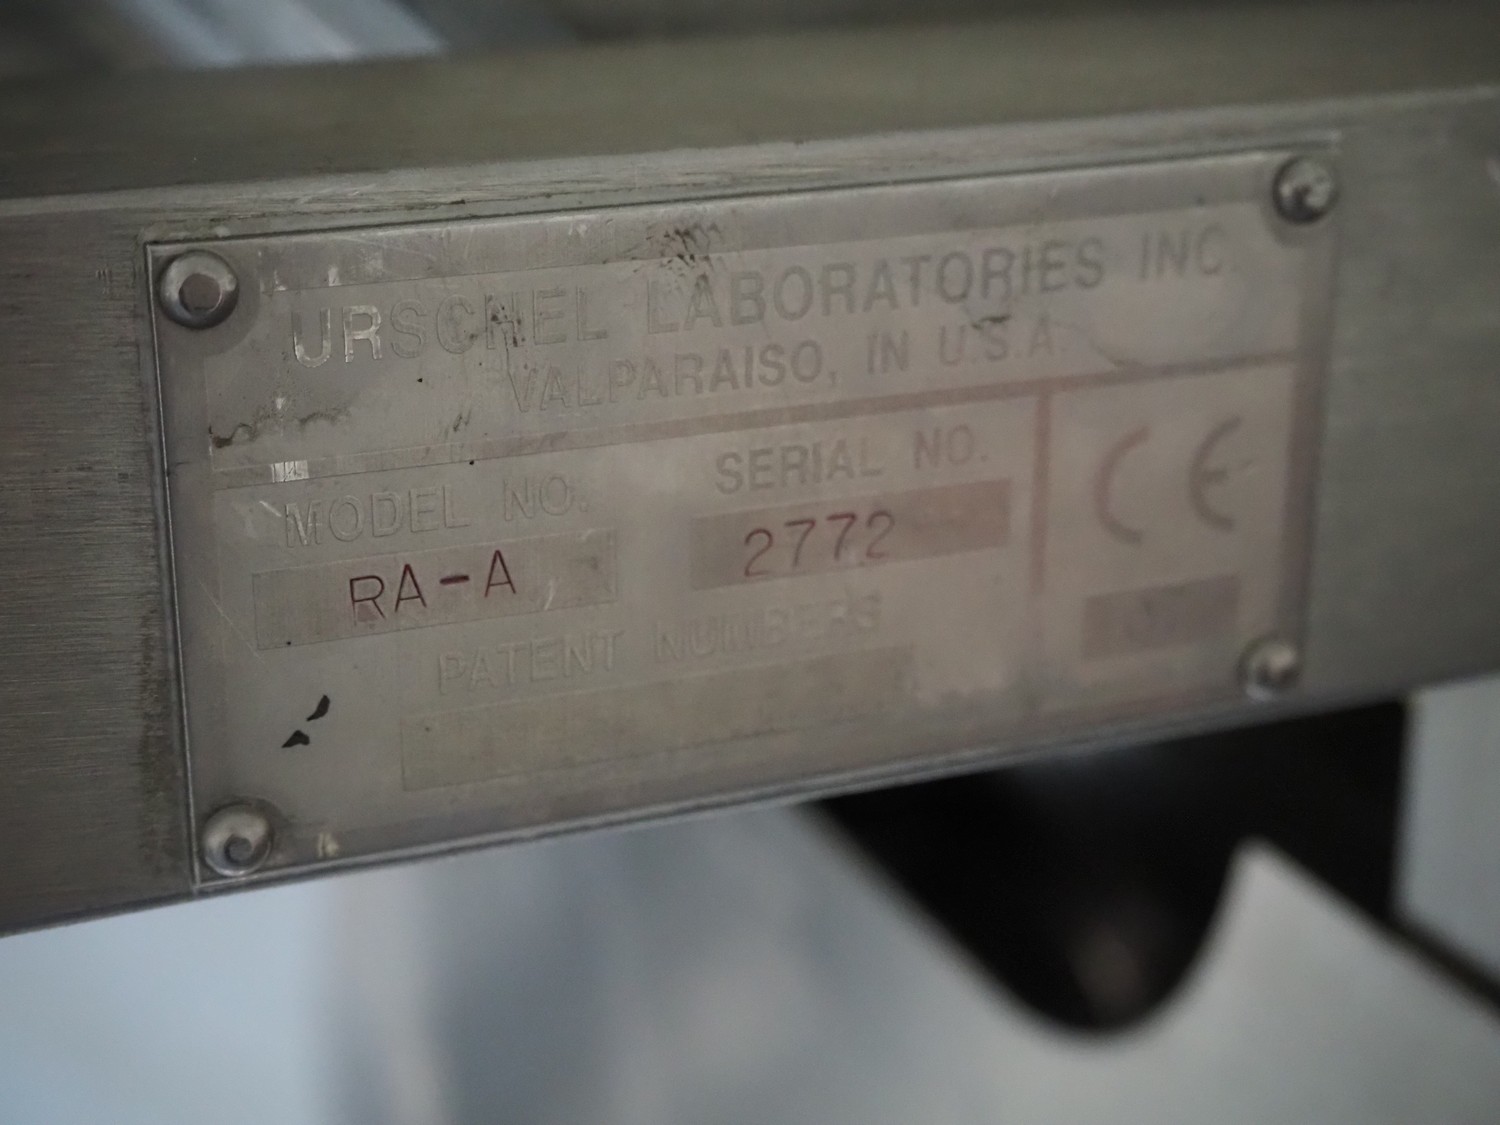 URSCHEL LABORATORIES INC.
VALPARAISO, IN U.S.A.
MODEL NO. SERIAL NO. CE
RA-A 2772
PATENT NUMBERS